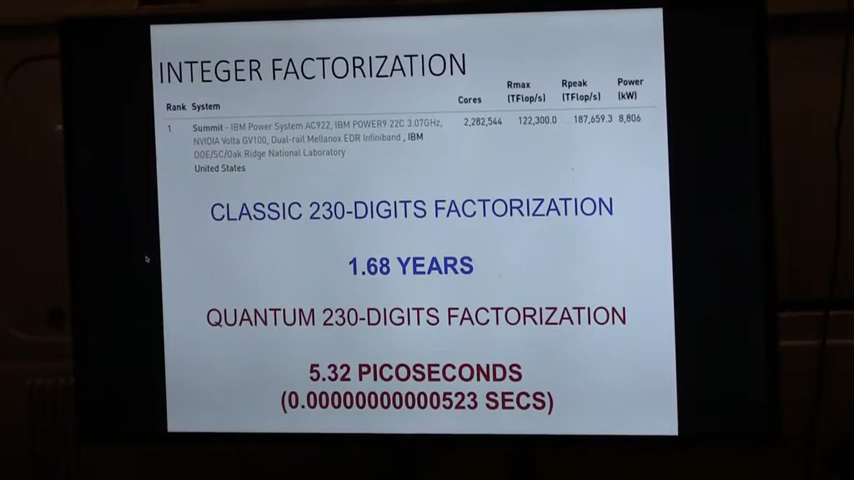 INTEGER FACTORIZATION
Rank System Cores Rmax (TFlop/s) Rpeak (TFlop/s) Power (kW)
1 Summit - IBM Power System AC922, IBM POWER9 22C 3.07GHz, 2,282,544 122,300.0 187,659.3 8,806
NVIDIA Volta GV100, Dual-rail Mellanox EDR Infiniband , IBM
DOE/SC/Oak Ridge National Laboratory
United States
CLASSIC 230-DIGITS FACTORIZATION
1.68 YEARS
QUANTUM 230-DIGITS FACTORIZATION
5.32 PICOSECONDS
(0.00000000000523 SECS)